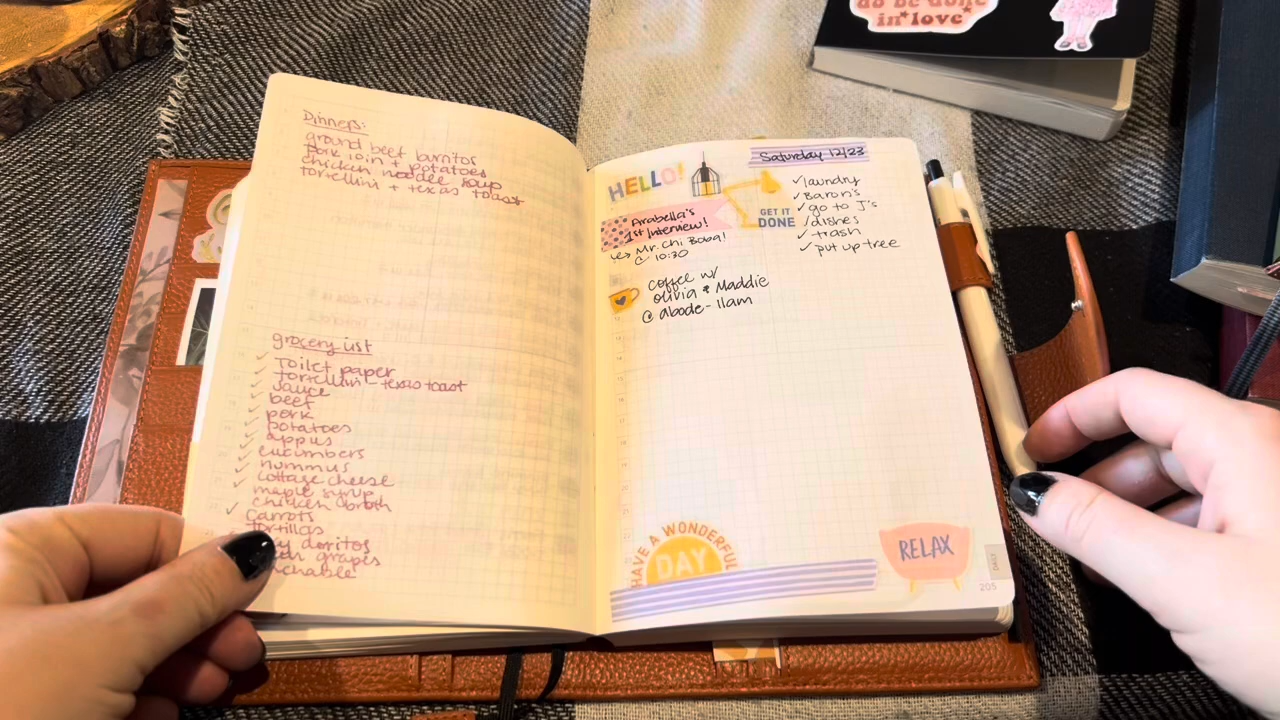 do be done
in love
Dinners:
ground beef burritos
Pork loin + potatoes
chicken noodle soup
tortellini + texas toast
grocery list
✓ Toilet paper
✓ tortellini - texas toast
✓ sauce
✓ beef
✓ pork
✓ potatoes
✓ apples
✓ cucumbers
✓ hummus
✓ cottage cheese
maple syrup
chicken broth
✓ Carrots
tortillas
doritos
grapes
HELLO!
Saturday 12/23
Arabella's
1st Interview!
↳ Mr. Chi Boba!
@ 10:30
GET IT
DONE
✓ laundry
✓ Baron's
✓ go to J's
/ dishes
✓ trash
✓ put up tree
coffee w/
olivia & Maddie
@ abode - 11am
HAVE A WONDERFUL
DAY
RELAX
DAILY
205